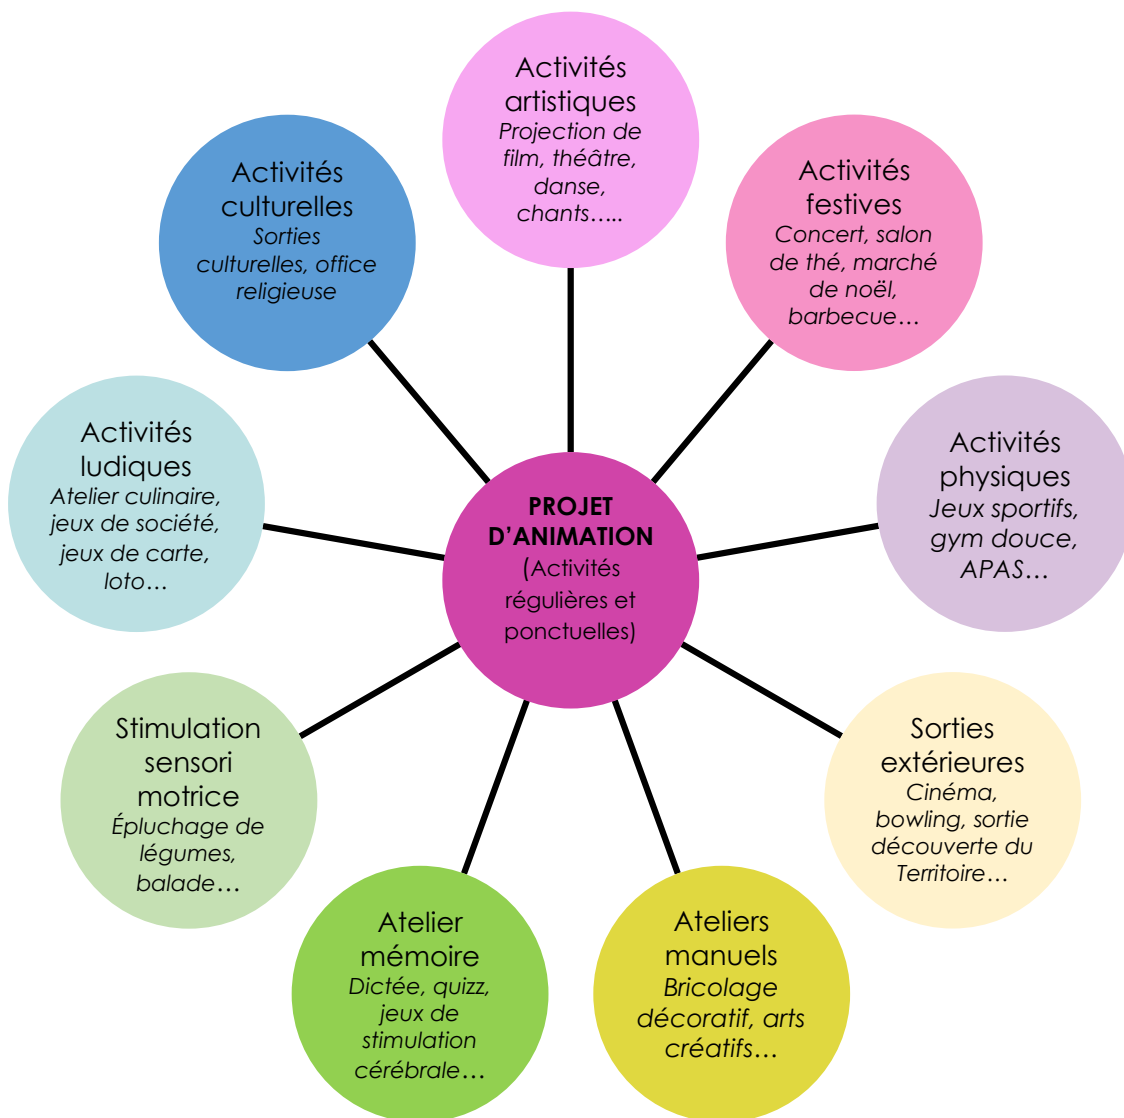 Activités
artistiques
Projection de
film, théâtre,
danse,
chants…..
Activités
festives
Concert, salon
de thé, marché
de noël,
barbecue…
Activités
physiques
Jeux sportifs,
gym douce,
APAS…
Sorties
extérieures
Cinéma,
bowling, sortie
découverte du
Territoire…
Ateliers
manuels
Bricolage
décoratif, arts
créatifs…
Atelier
mémoire
Dictée, quizz,
jeux de
stimulation
cérébrale…
Stimulation
sensori
motrice
Épluchage de
légumes,
balade…
Activités
ludiques
Atelier culinaire,
jeux de société,
jeux de carte,
loto…
Activités
culturelles
Sorties
culturelles, office
religieuse
PROJET
D’ANIMATION
(Activités
régulières et
ponctuelles)